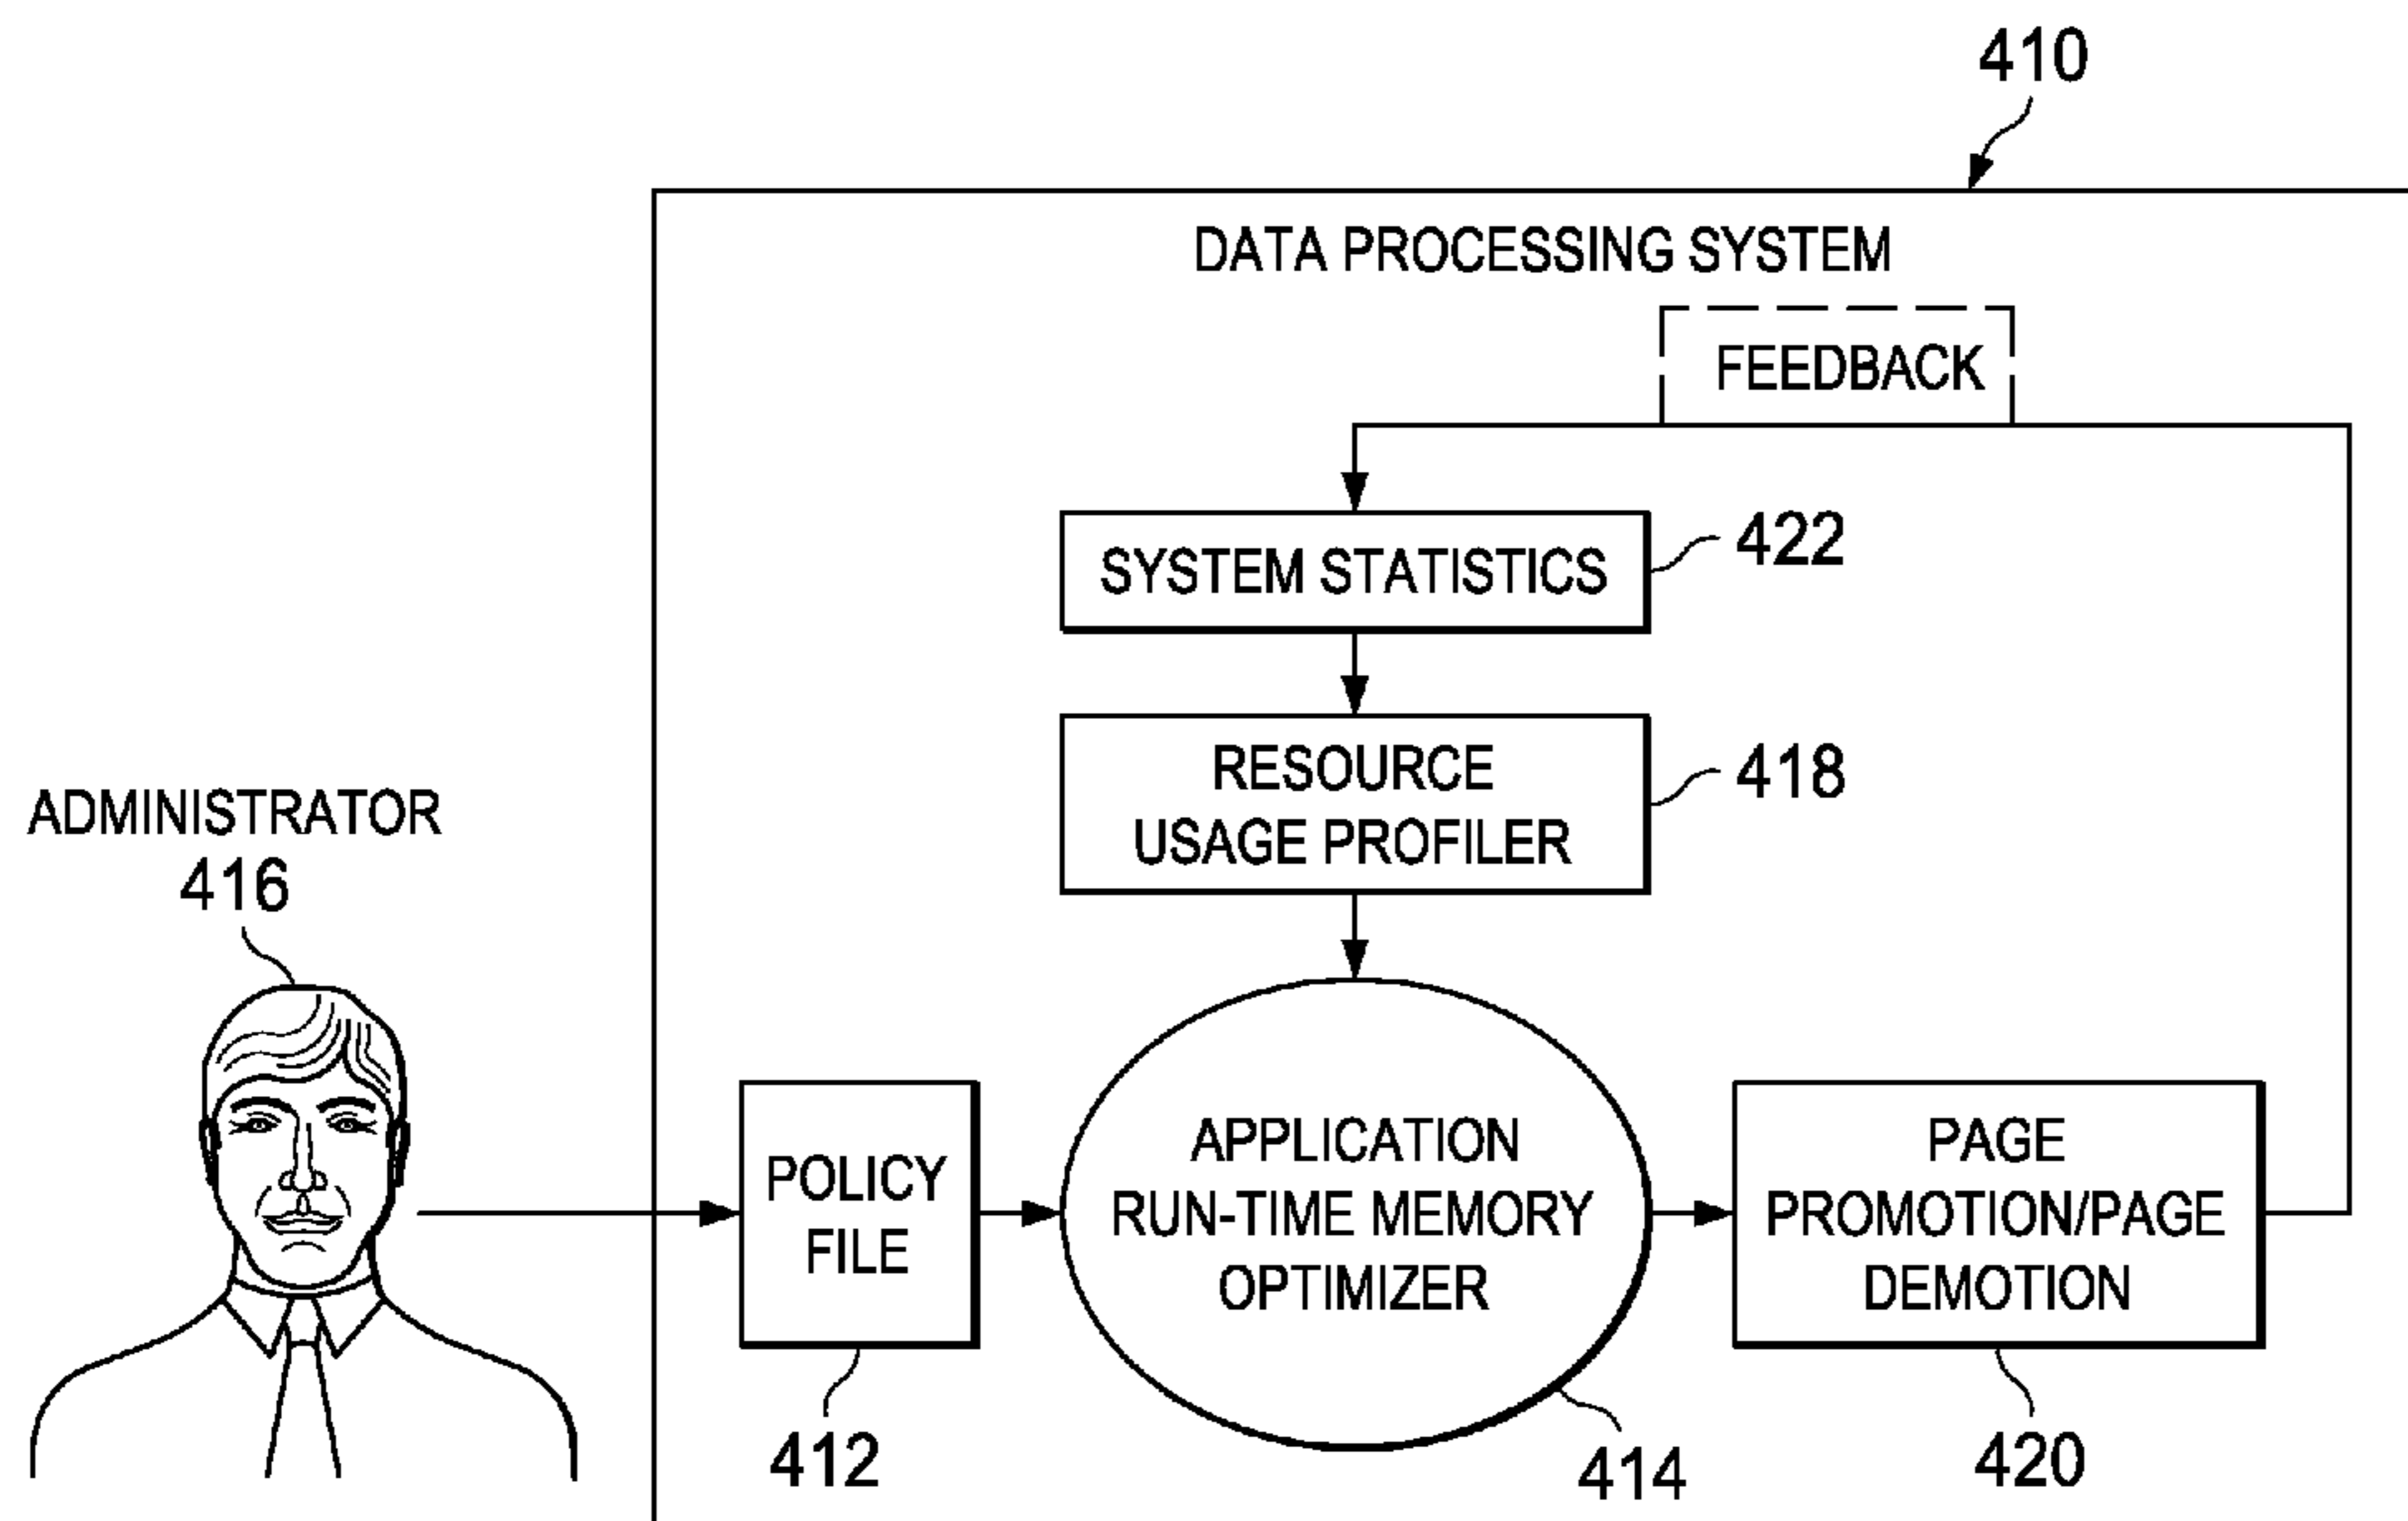 410
DATA PROCESSING SYSTEM
FEEDBACK
SYSTEM STATISTICS
422
RESOURCE
USAGE PROFILER
418
ADMINISTRATOR
416
POLICY
FILE
412
APPLICATION
RUN-TIME MEMORY
OPTIMIZER
414
PAGE
PROMOTION/PAGE
DEMOTION
420